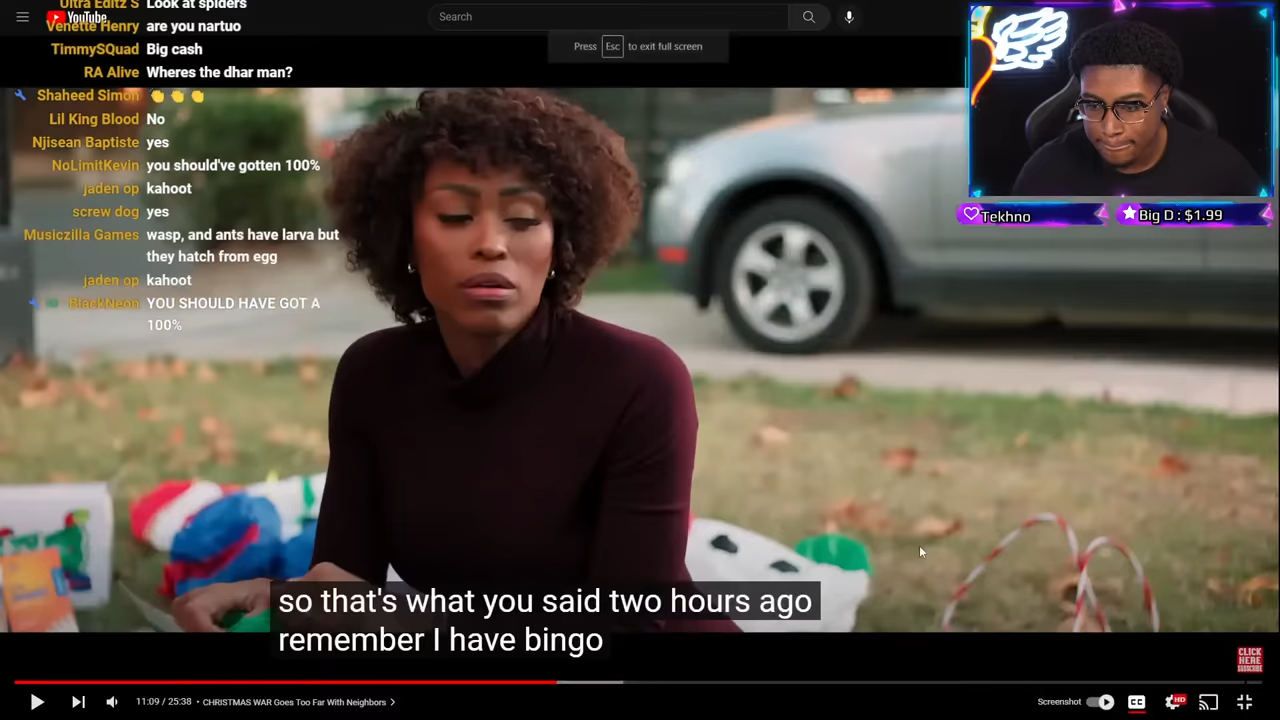 Ultra Editz S Look at spiders
YouTube
Search
Venette Henry are you nartuo
Press Esc to exit full screen
TimmySQuad Big cash
RA Alive Wheres the dhar man?
Shaheed Simon 👏 👏 👏
Lil King Blood No
Njisean Baptiste yes
NoLimitKevin you should've gotten 100%
jaden op kahoot
screw dog yes
Tekhno
Big D : $1.99
Musiczilla Games wasp, and ants have larva but
they hatch from egg
jaden op kahoot
BlackNeon YOU SHOULD HAVE GOT A
100%
so that's what you said two hours ago
remember I have bingo
CLICK
HERE
SUBSCRIBE
11:09 / 25:38 • CHRISTMAS WAR Goes Too Far With Neighbors
Screenshot
CC
HD